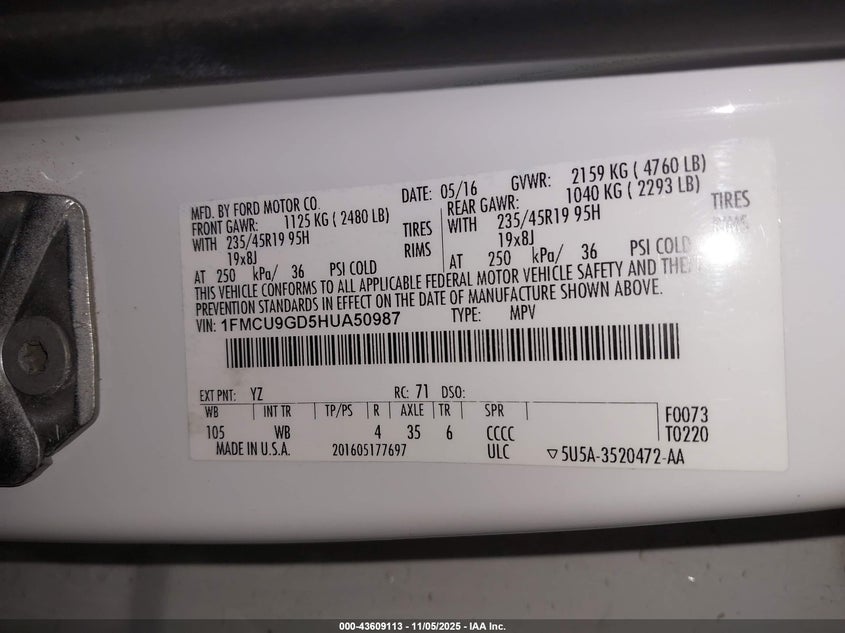 MFD. BY FORD MOTOR CO. DATE: 05/16 GVWR: 2159 KG ( 4760 LB)
FRONT GAWR: 1125 KG ( 2480 LB) REAR GAWR: 1040 KG ( 2293 LB)
WITH 235/45R19 95H TIRES WITH 235/45R19 95H TIRES
19x8J RIMS 19x8J RIMS
AT 250 kPa/ 36 PSI COLD AT 250 kPa/ 36 PSI COLD
THIS VEHICLE CONFORMS TO ALL APPLICABLE FEDERAL MOTOR VEHICLE SAFETY AND THEFT
PREVENTION STANDARDS IN EFFECT ON THE DATE OF MANUFACTURE SHOWN ABOVE.
VIN: 1FMCU9GD5HUA50987 TYPE: MPV
EXT PNT: YZ RC: 71 DSO:
WB INT TR TP/PS R AXLE TR SPR F0073
105 WB 4 35 6 CCCC T0220
MADE IN U.S.A. 201605177697 ULC ▽5U5A-3520472-AA
000-43609113 - 11/05/2025 - IAA Inc.